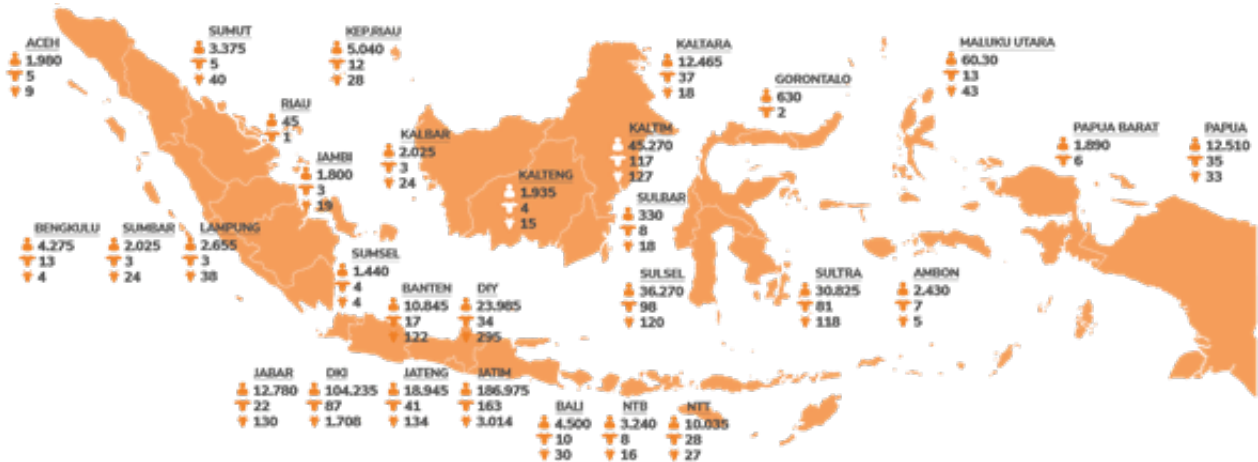 ACEH
1.980
5
9
SUMUT
3.375
5
40
KEP.RIAU
5.040
12
28
RIAU
45
1
JAMBI
1.800
3
19
KALBAR
2.025
3
24
KALTENG
1.935
4
15
KALTARA
12.465
37
18
KALTIM
45.270
117
127
GORONTALO
630
2
MALUKU UTARA
60.30
13
43
PAPUA BARAT
1.890
6
PAPUA
12.510
35
33
BENGKULU
4.275
13
4
SUMBAR
2.025
3
24
LAMPUNG
2.655
3
38
SUMSEL
1.440
4
4
SULBAR
330
8
18
SULSEL
36.270
98
120
SULTRA
30.825
81
118
AMBON
2.430
7
5
BANTEN
10.845
17
122
DIY
23.985
34
295
JABAR
12.780
22
130
DKI
104.235
87
1.708
JATENG
18.945
41
134
JATIM
186.975
163
3.014
BALI
4.500
10
30
NTB
3.240
8
16
NTT
10.035
28
27